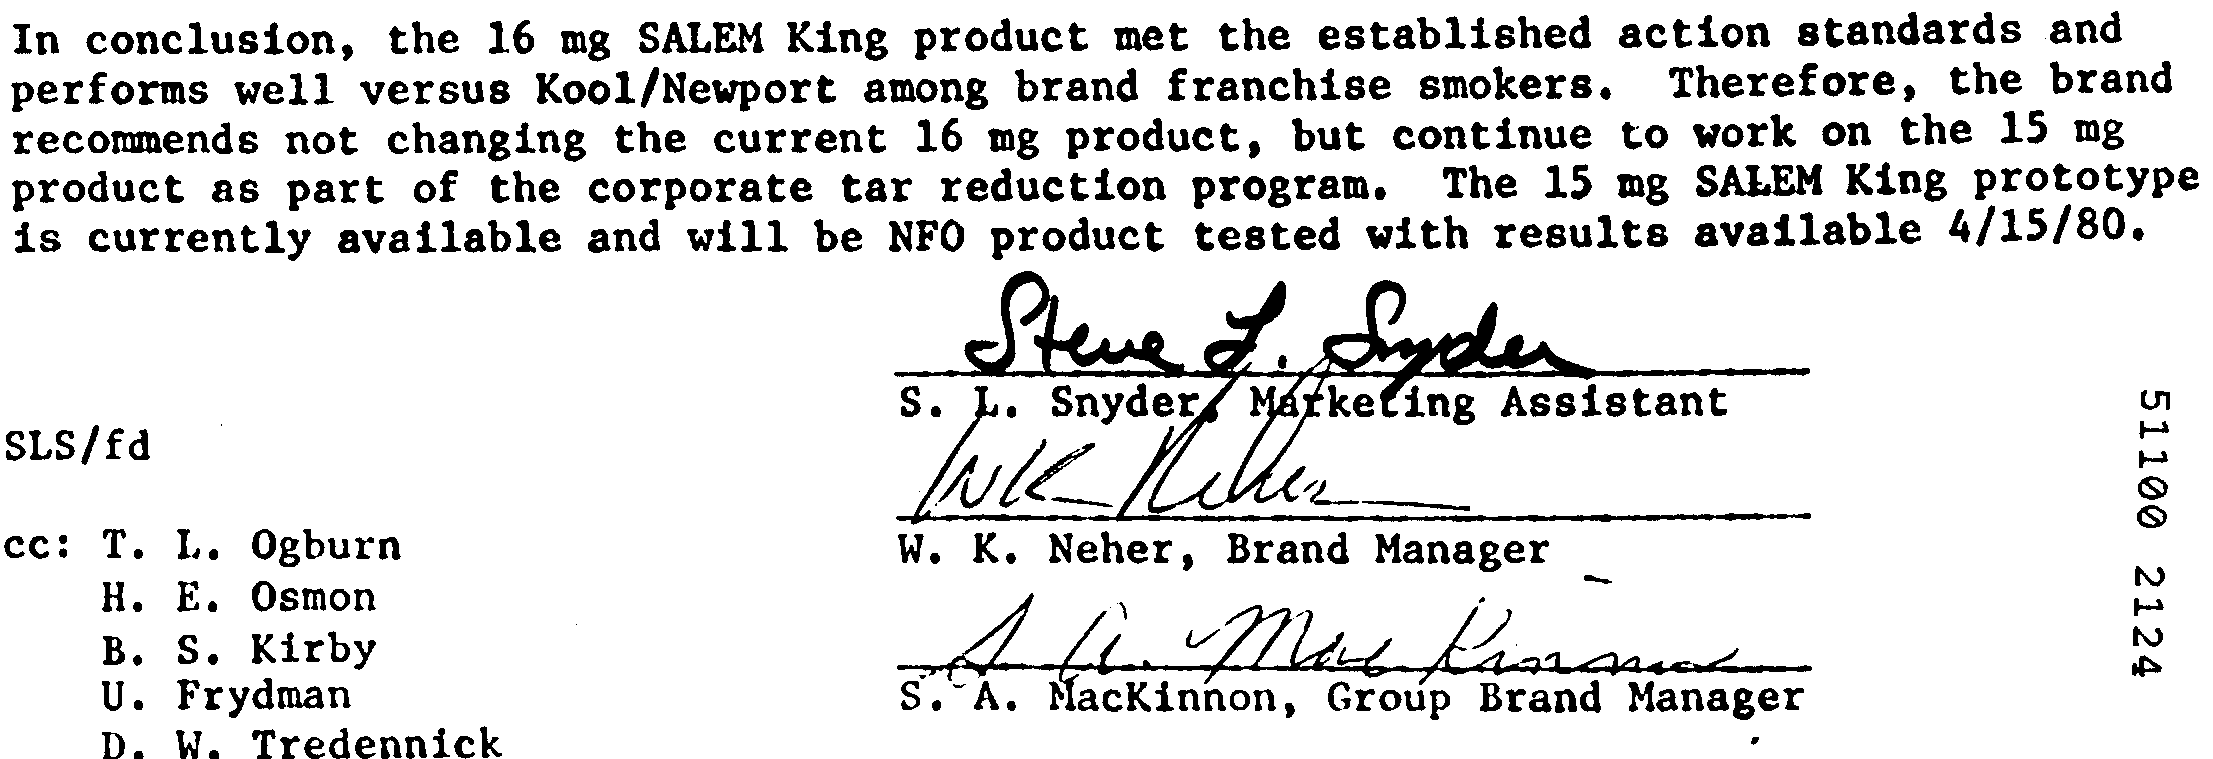 In conclusion, the 16 mg SALEM King product met the established action standards and
performs well versus Kool/Newport among brand franchise smokers. Therefore, the brand
recommends not changing the current 16 mg product, but continue to work on the 15 mg
product as part of the corporate tar reduction program. The 15 mg SALEM King prototype
is currently available and will be NFO product tested with results available 4/15/80.
Steve L. Snyder
S. L. Snyder, Marketing Assistant
SLS/fd
WK Neher
W. K. Neher, Brand Manager
S A. MacKinnon
S. A. MacKinnon, Group Brand Manager
cc: T. L. Ogburn
H. E. Osmon
B. S. Kirby
U. Frydman
D. W. Tredennick
51100 2124